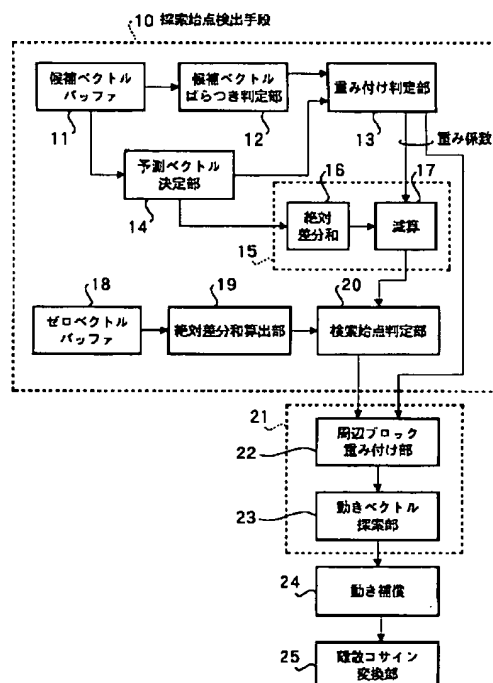 10 探索始点検出手段
候補ベクトル
バッファ
11
候補ベクトル
ばらつき判定部
12
重み付け判定部
13
重み係数
予測ベクトル
決定部
14
15
16
絶対
差分和
17
減算
18
ゼロベクトル
バッファ
19
絶対差分和算出部
20
検索始点判定部
21
22
周辺ブロック
重み付け部
23
動きベクトル
探索部
24
動き補償
25
離散コサイン
変換部